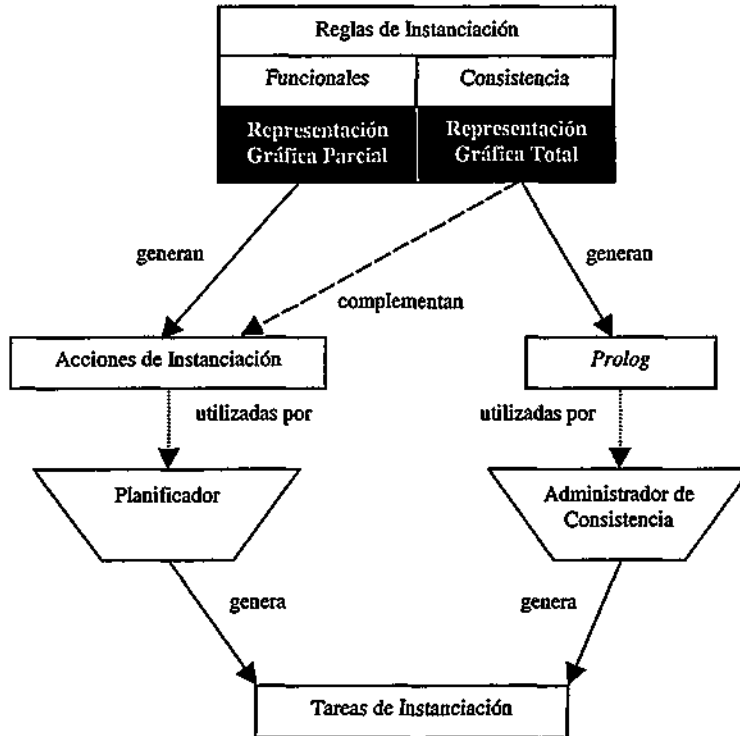 Reglas de Instanciación
Funcionales
Consistencia
Representación
Gráfica Parcial
Representación
Gráfica Total
generan
complementan
generan
Acciones de Instanciación
Prolog
utilizadas por
utilizadas por
Planificador
Administrador de
Consistencia
genera
genera
Tareas de Instanciación